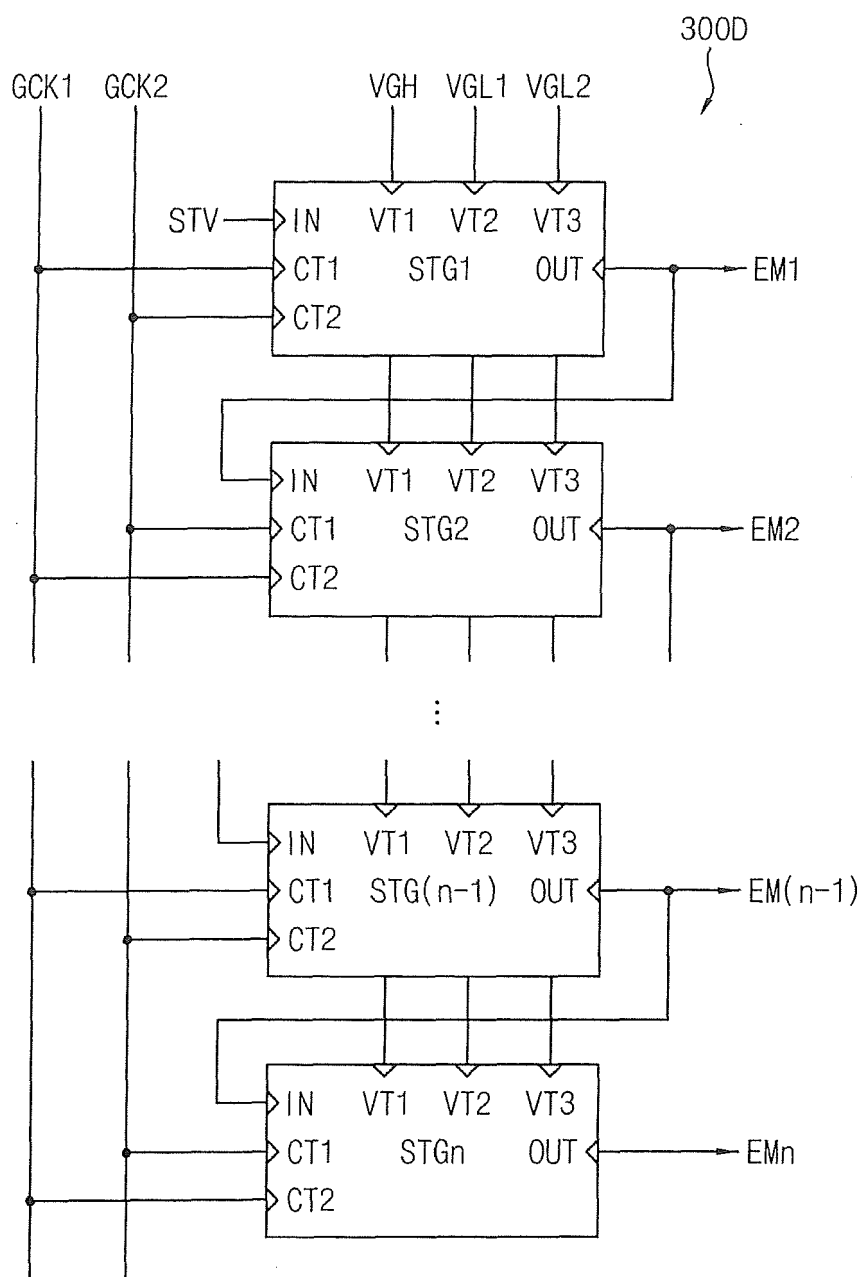 300D
GCK1 GCK2 VGH VGL1 VGL2
STV IN VT1 VT2 VT3
CT1 STG1 OUT EM1
CT2
IN VT1 VT2 VT3
CT1 STG2 OUT EM2
CT2
⋮
IN VT1 VT2 VT3
CT1 STG(n-1) OUT EM(n-1)
CT2
IN VT1 VT2 VT3
CT1 STGn OUT EMn
CT2